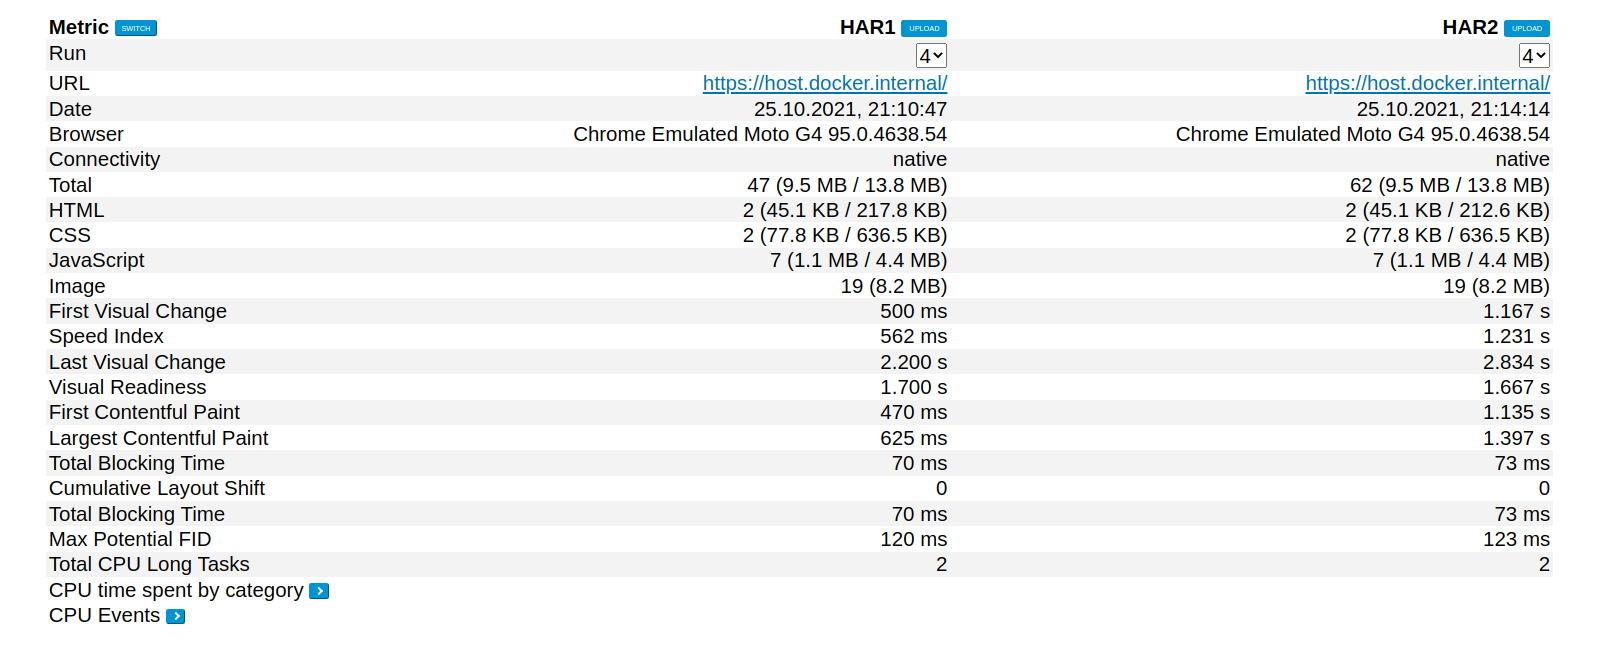 Metric SWITCH HAR1 UPLOAD HAR2 UPLOAD
Run 4 4
URL https://host.docker.internal/ https://host.docker.internal/
Date 25.10.2021, 21:10:47 25.10.2021, 21:14:14
Browser Chrome Emulated Moto G4 95.0.4638.54 Chrome Emulated Moto G4 95.0.4638.54
Connectivity native native
Total 47 (9.5 MB / 13.8 MB) 62 (9.5 MB / 13.8 MB)
HTML 2 (45.1 KB / 217.8 KB) 2 (45.1 KB / 212.6 KB)
CSS 2 (77.8 KB / 636.5 KB) 2 (77.8 KB / 636.5 KB)
JavaScript 7 (1.1 MB / 4.4 MB) 7 (1.1 MB / 4.4 MB)
Image 19 (8.2 MB) 19 (8.2 MB)
First Visual Change 500 ms 1.167 s
Speed Index 562 ms 1.231 s
Last Visual Change 2.200 s 2.834 s
Visual Readiness 1.700 s 1.667 s
First Contentful Paint 470 ms 1.135 s
Largest Contentful Paint 625 ms 1.397 s
Total Blocking Time 70 ms 73 ms
Cumulative Layout Shift 0 0
Total Blocking Time 70 ms 73 ms
Max Potential FID 120 ms 123 ms
Total CPU Long Tasks 2 2
CPU time spent by category
CPU Events